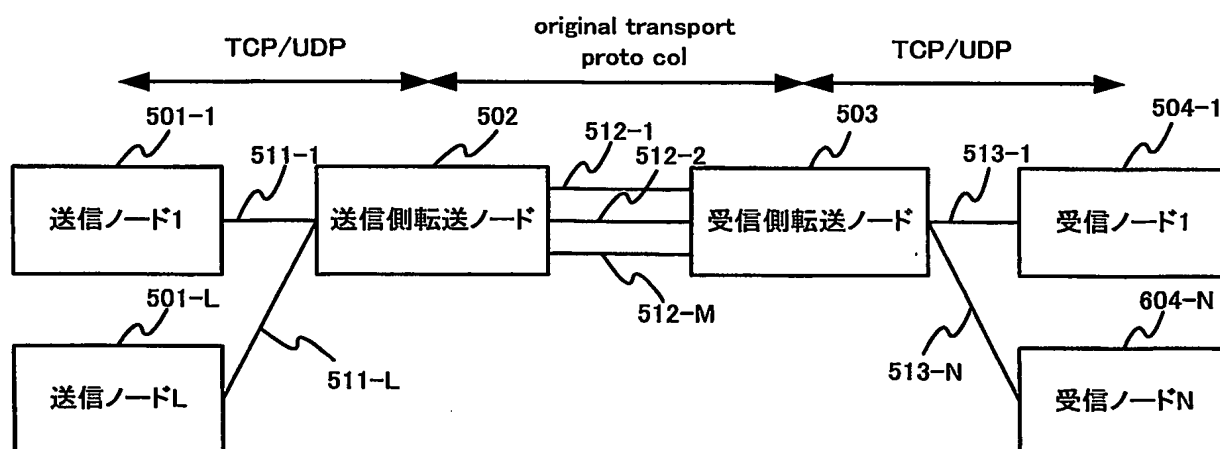 original transport
TCP/UDP
proto col
TCP/UDP
501-1
502
512-1
503
504-1
511-1
512-2
513-1
送信ノード1
送信側転送ノード
受信側転送ノード
受信ノード1
501-L
512-M
604-N
511-L
513-N
送信ノードL
受信ノードN